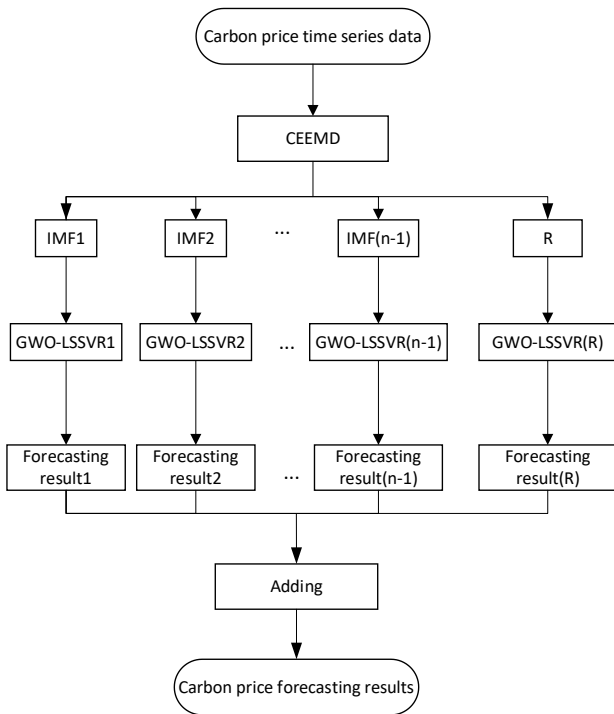 Carbon price time series data
CEEMD
IMF1
IMF2
...
IMF(n-1)
R
GWO-LSSVR1
GWO-LSSVR2
...
GWO-LSSVR(n-1)
GWO-LSSVR(R)
Forecasting
result1
Forecasting
result2
...
Forecasting
result(n-1)
Forecasting
result(R)
Adding
Carbon price forecasting results